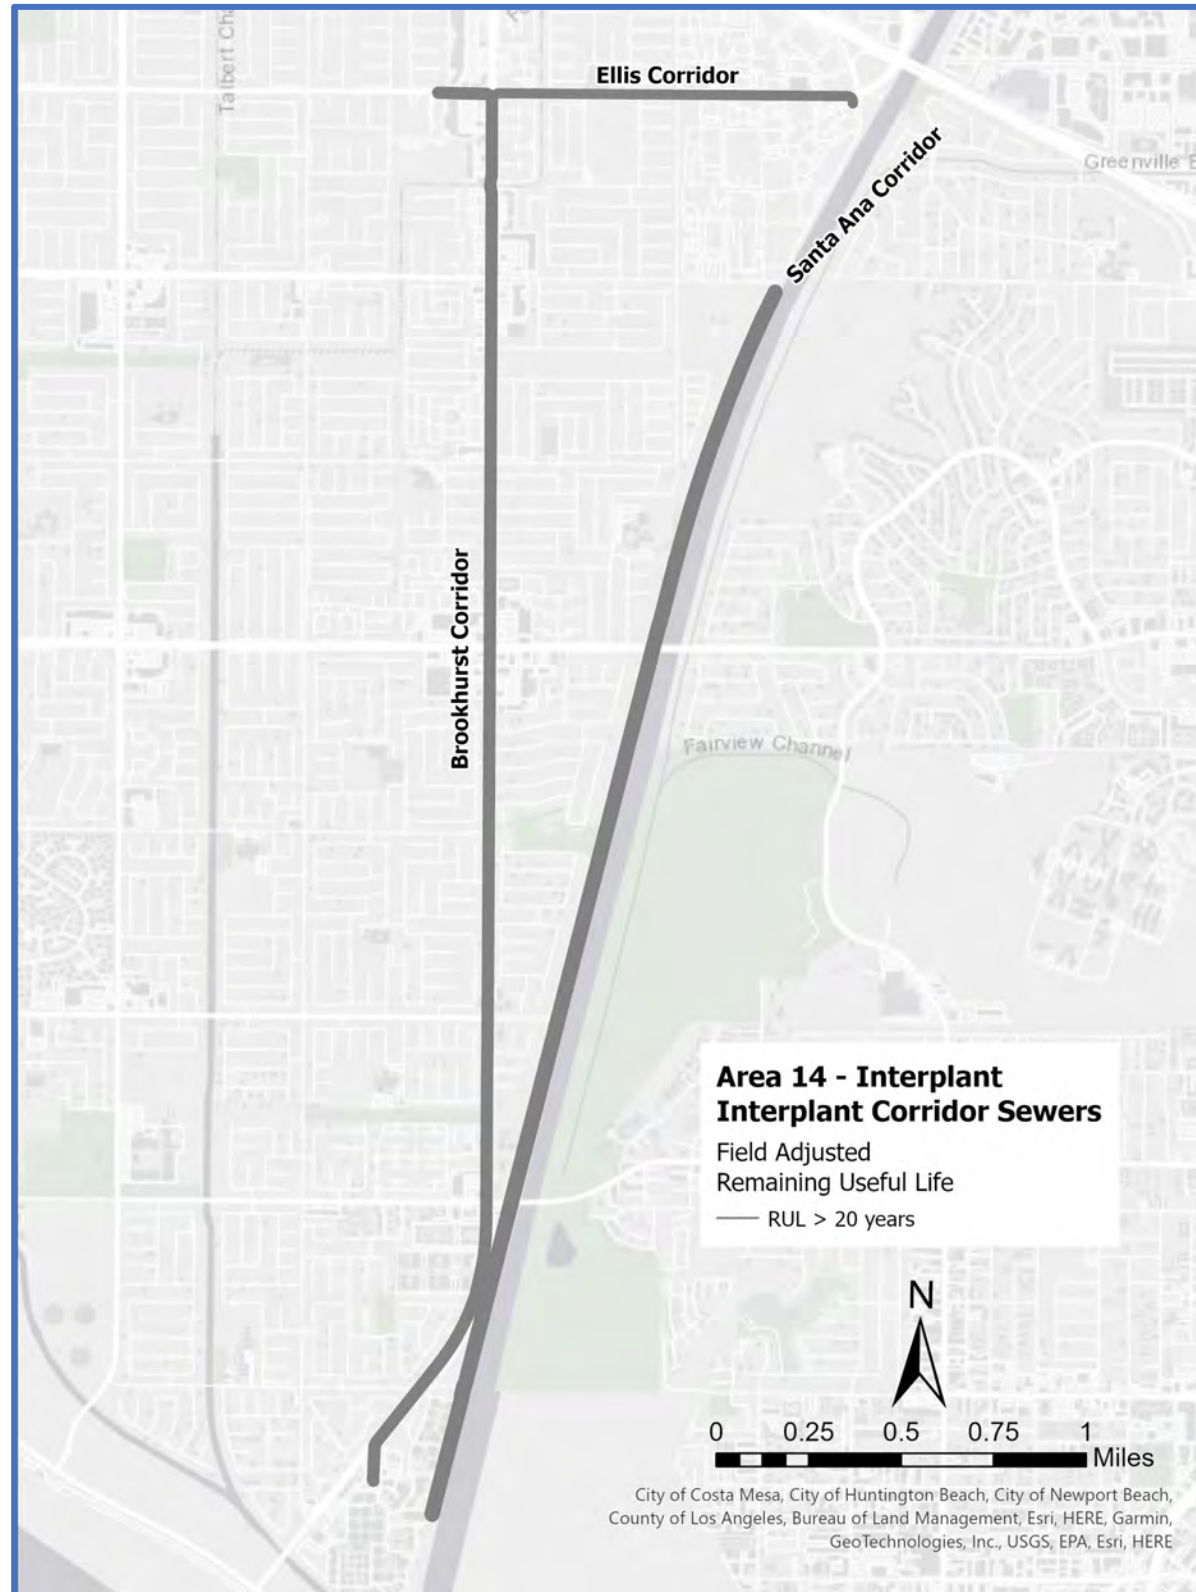 Talbert Cha
Ellis Corridor
Greenville B
Santa Ana Corridor
Brookhurst Corridor
Fairview Channel
Area 14 - Interplant
Interplant Corridor Sewers
Field Adjusted
Remaining Useful Life
RUL > 20 years
N
0 0.25 0.5 0.75 1
Miles
City of Costa Mesa, City of Huntington Beach, City of Newport Beach,
County of Los Angeles, Bureau of Land Management, Esri, HERE, Garmin,
GeoTechnologies, Inc., USGS, EPA, Esri, HERE